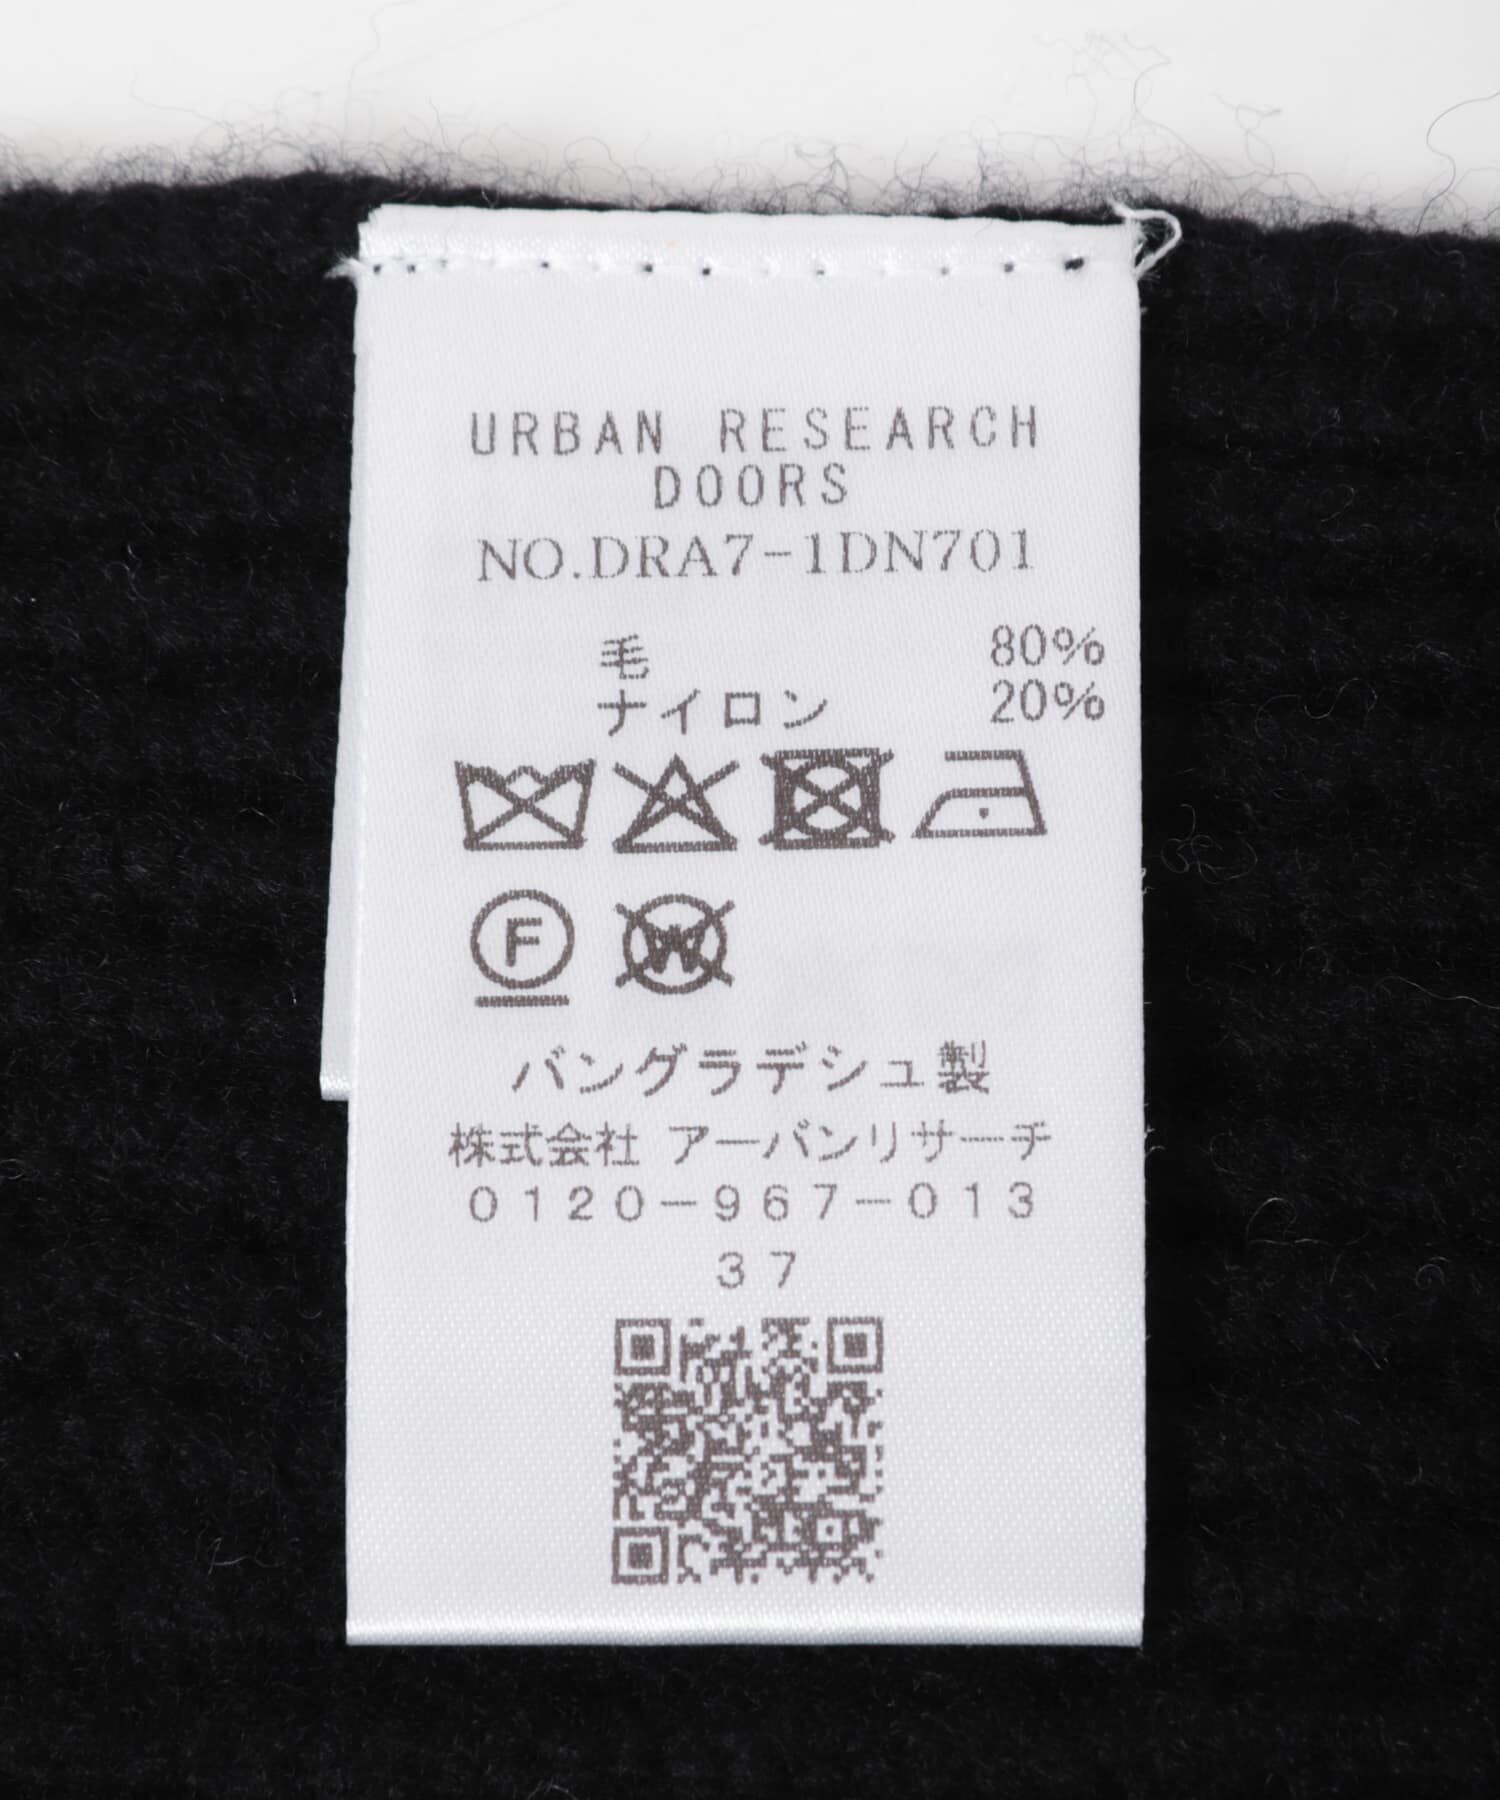 URBAN RESEARCH
DOORS
NO.DRA7-1DN701
毛 80%
ナイロン 20%
F W
バングラデシュ製
株式会社 アーバンリサーチ
0120-967-013
37